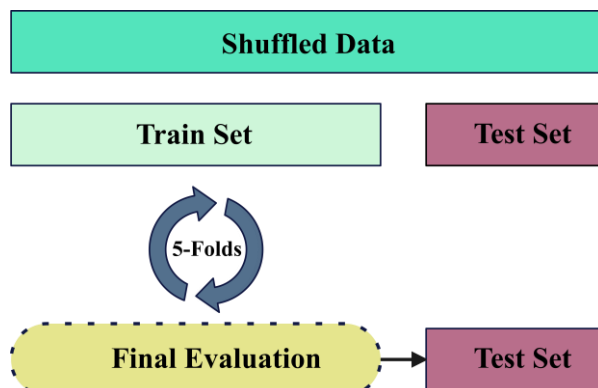 Shuffled Data
Train Set
Test Set
5-Folds
Final Evaluation
Test Set